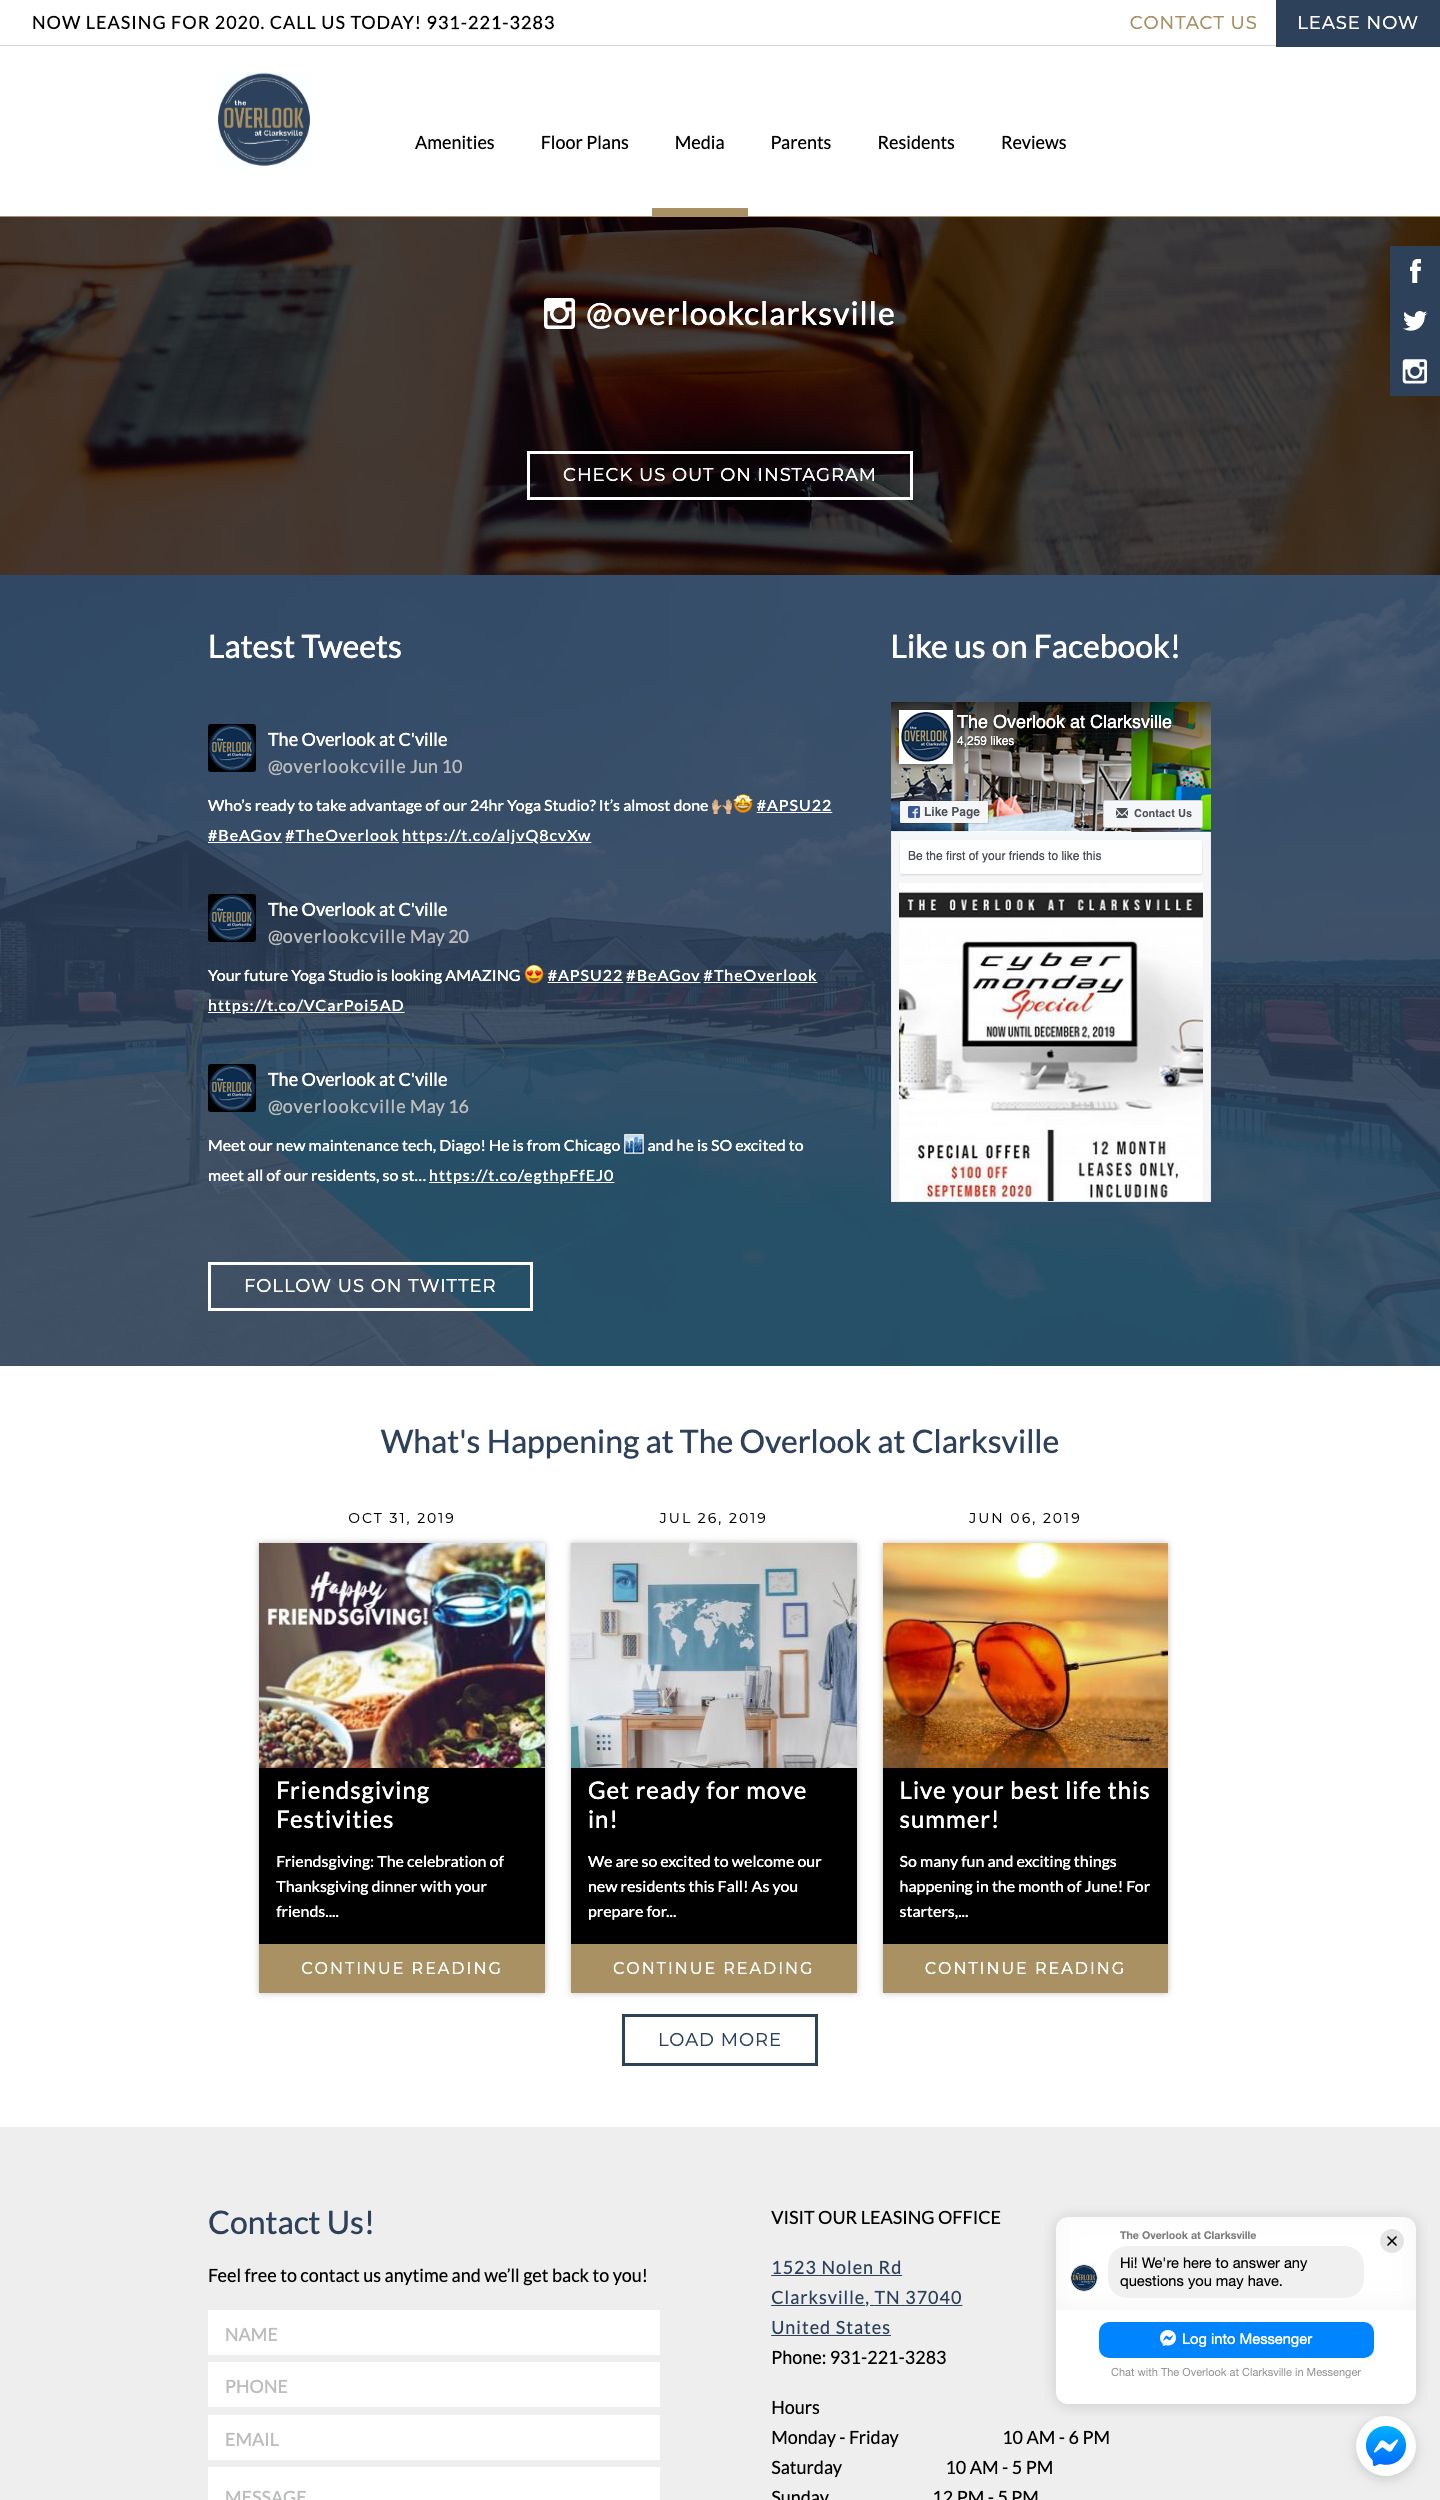 NOW LEASING FOR 2020. CALL US TODAY! 931-221-3283
CONTACT US
LEASE NOW
the
OVERLOOK
at Clarksville
Amenities
Floor Plans
Media
Parents
Residents
Reviews
@overlookclarksville
CHECK US OUT ON INSTAGRAM
Latest Tweets
The Overlook at C'ville
@overlookcville Jun 10
Who’s ready to take advantage of our 24hr Yoga Studio? It’s almost done 🙌🏼🤩 #APSU22
#BeAGov #TheOverlook https://t.co/aljvQ8cvXw
The Overlook at C'ville
@overlookcville May 20
Your future Yoga Studio is looking AMAZING 😍 #APSU22 #BeAGov #TheOverlook
https://t.co/VCarPoi5AD
The Overlook at C'ville
@overlookcville May 16
Meet our new maintenance tech, Diago! He is from Chicago 🏙 and he is SO excited to
meet all of our residents, so st… https://t.co/egthpFfEJ0
FOLLOW US ON TWITTER
Like us on Facebook!
The Overlook at Clarksville
4,259 likes
Like Page
Contact Us
Be the first of your friends to like this
THE OVERLOOK AT CLARKSVILLE
cyber
monday
Special
NOW UNTIL DECEMBER 2, 2019
SPECIAL OFFER
$100 OFF
SEPTEMBER 2020
12 MONTH
LEASES ONLY,
INCLUDING
What's Happening at The Overlook at Clarksville
OCT 31, 2019
Happy
FRIENDSGIVING!
Friendsgiving
Festivities
Friendsgiving: The celebration of
Thanksgiving dinner with your
friends....
CONTINUE READING
JUL 26, 2019
Get ready for move
in!
We are so excited to welcome our
new residents this Fall! As you
prepare for...
CONTINUE READING
JUN 06, 2019
Live your best life this
summer!
So many fun and exciting things
happening in the month of June! For
starters,...
CONTINUE READING
LOAD MORE
Contact Us!
Feel free to contact us anytime and we’ll get back to you!
NAME
PHONE
EMAIL
MESSAGE
VISIT OUR LEASING OFFICE
1523 Nolen Rd
Clarksville, TN 37040
United States
Phone: 931-221-3283
Hours
Monday - Friday 10 AM - 6 PM
Saturday 10 AM - 5 PM
Sunday 12 PM - 5 PM
The Overlook at Clarksville
Hi! We're here to answer any
questions you may have.
Log into Messenger
Chat with The Overlook at Clarksville in Messenger